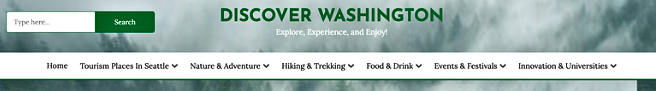 Type here...
Search
DISCOVER WASHINGTON
Explore, Experience, and Enjoy!
Home Tourism Places In Seattle Nature & Adventure Hiking & Trekking Food & Drink Events & Festivals Innovation & Universities